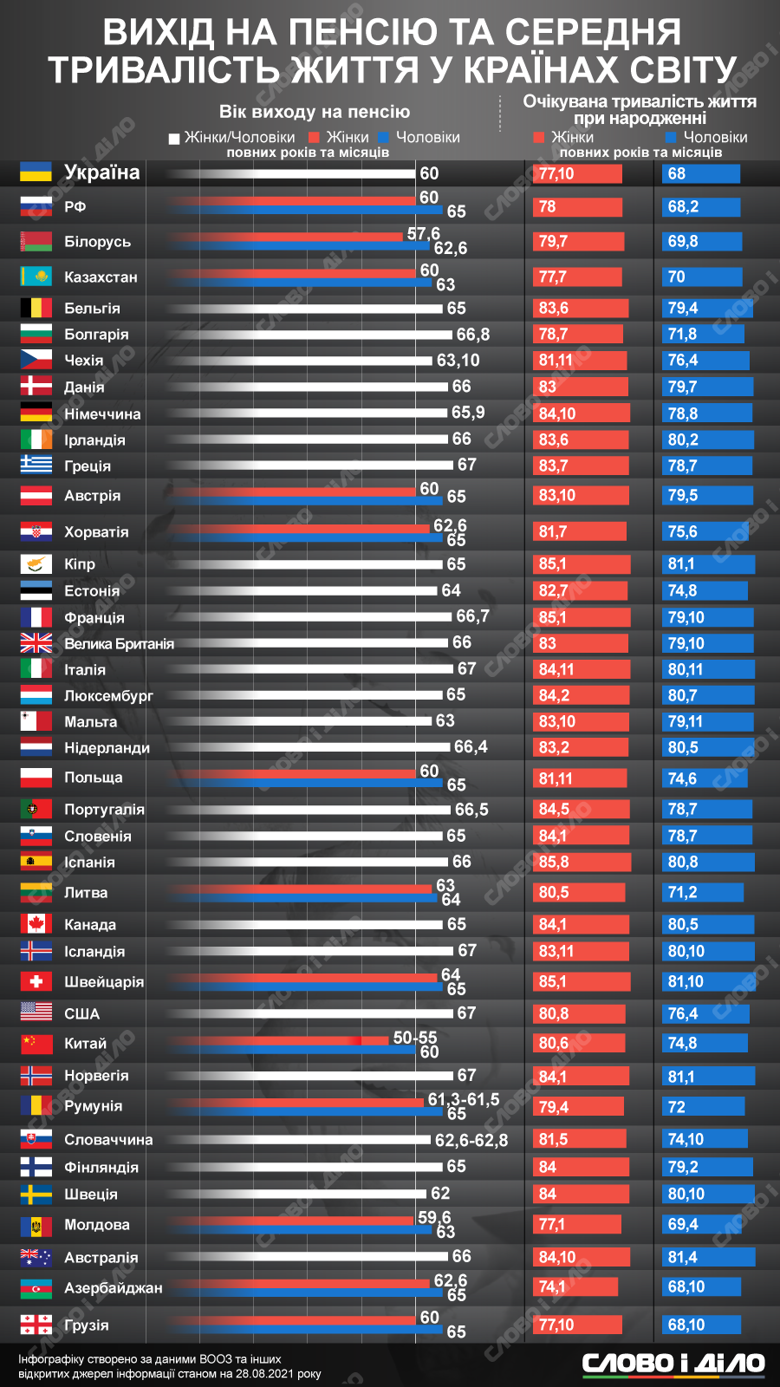 ВИХІД НА ПЕНСІЮ ТА СЕРЕДНЯ
ТРИВАЛІСТЬ ЖИТТЯ У КРАЇНАХ СВІТУ
Вік виходу на пенсію
Очікувана тривалість життя
при народженні
Жінки/Чоловіки Жінки Чоловіки
повних років та місяців
Жінки Чоловіки
повних років та місяців
Україна 60 77,10 68
РФ 60 65 78 68,2
Білорусь 57,6 62,6 79,7 69,8
Казахстан 60 63 77,7 70
Бельгія 65 83,6 79,4
Болгарія 66,8 78,7 71,8
Чехія 63,10 81,11 76,4
Данія 66 83 79,7
Німеччина 65,9 84,10 78,8
Ірландія 66 83,6 80,2
Греція 67 83,7 78,7
Австрія 60 65 83,10 79,5
Хорватія 62,6 65 81,7 75,6
Кіпр 65 85,1 81,1
Естонія 64 82,7 74,8
Франція 66,7 85,1 79,10
Велика Британія 66 83 79,10
Італія 67 84,11 80,11
Люксембург 65 84,2 80,7
Мальта 63 83,10 79,11
Нідерланди 66,4 83,2 80,5
Польща 60 65 81,11 74,6
Португалія 66,5 84,5 78,7
Словенія 65 84,1 78,7
Іспанія 66 85,8 80,8
Литва 63 64 80,5 71,2
Канада 65 84,1 80,5
Ісландія 67 83,11 80,10
Швейцарія 64 65 85,1 81,10
США 67 80,8 76,4
Китай 50-55 60 80,6 74,8
Норвегія 67 84,1 81,1
Румунія 61,3-61,5 65 79,4 72
Словаччина 62,6-62,8 81,5 74,10
Фінляндія 65 84 79,2
Швеція 62 84 80,10
Молдова 59,6 63 77,1 69,4
Австралія 66 84,10 81,4
Азербайджан 62,6 65 74,1 68,10
Грузія 60 65 77,10 68,10
Інфографіку створено за даними ВООЗ та інших
відкритих джерел інформації станом на 28.08.2021 року
СЛОВО І ДІЛО